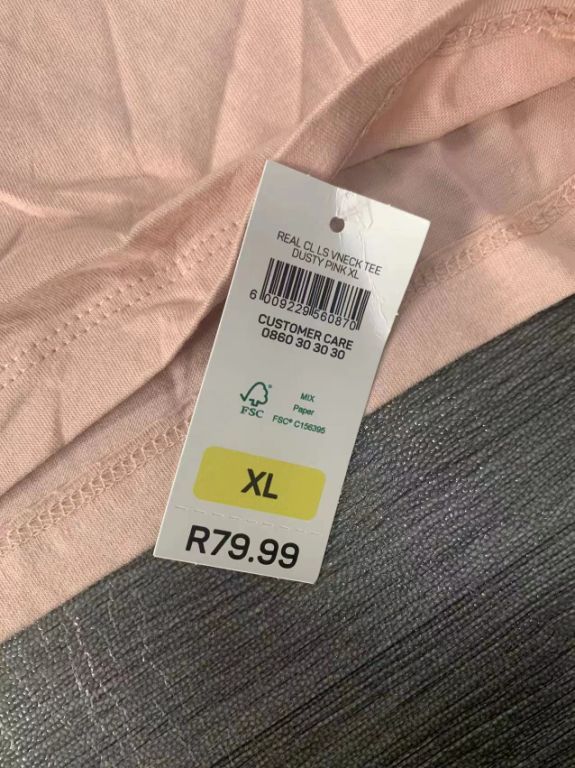 REAL CL LS VNECK TEE
DUSTY PINK XL
6 009229 560870
CUSTOMER CARE
0860 30 30 30
FSC
MIX
Paper
FSC® C156395
XL
R79.99